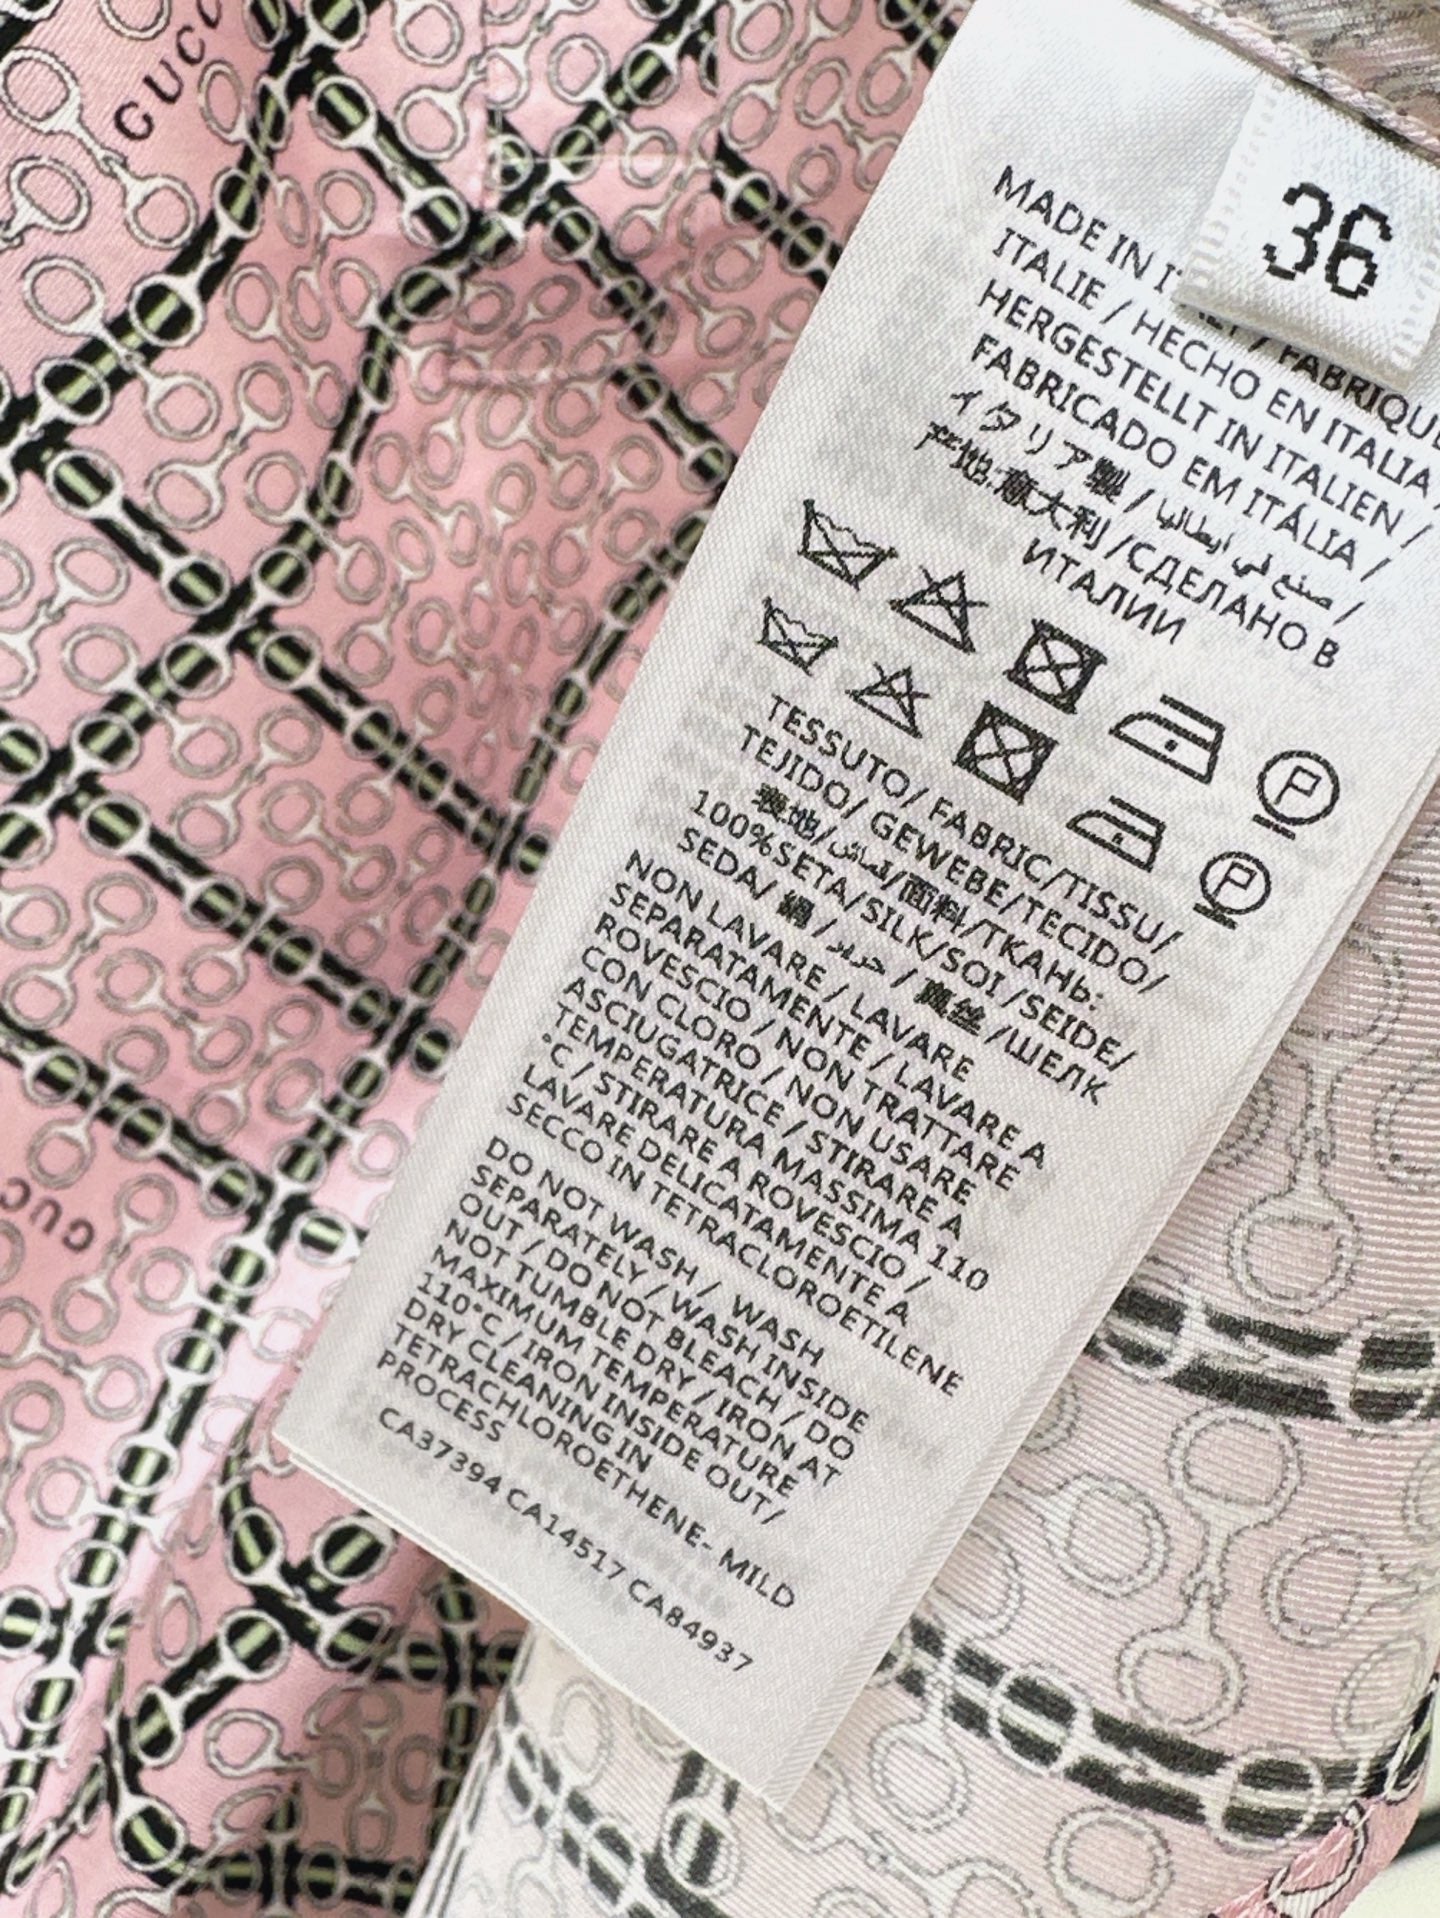 GUCC
36
MADE IN
ITALIE / HECHO EN ITALIA /
HERGESTELLT IN ITALIEN /
FABRICADO EM ITÁLIA /
イタリア製 / صنع في ايطاليا /
产地:意大利 /СДЕЛАНО В
ИТАЛИИ
P
P
TESSUTO/ FABRIC/TISSU/
TEJIDO/ GEWEBE/TECIDO/
表地/قماش/面料/ТКАНЬ:
100%SETA/SILK/SOI /SEIDE/
SEDA/ 絹 / حرير / 真丝 /ШЕЛК
NON LAVARE / LAVARE
SEPARATAMENTE / LAVARE A
ROVESCIO / NON TRATTARE
CON CLORO / NON USARE
ASCIUGATRICE / STIRARE A
TEMPERATURA MASSIMA 110
°C / STIRARE A ROVESCIO /
LAVARE DELICATAMENTE A
SECCO IN TETRACLOROETILENE
DO NOT WASH / WASH
SEPARATELY / WASH INSIDE
OUT / DO NOT BLEACH / DO
NOT TUMBLE DRY / IRON AT
MAXIMUM TEMPERATURE
110°C / IRON INSIDE OUT/
DRY CLEANING IN
TETRACHLOROETHENE- MILD
PROCESS
CA37394 CA14517 CA84937
GUC